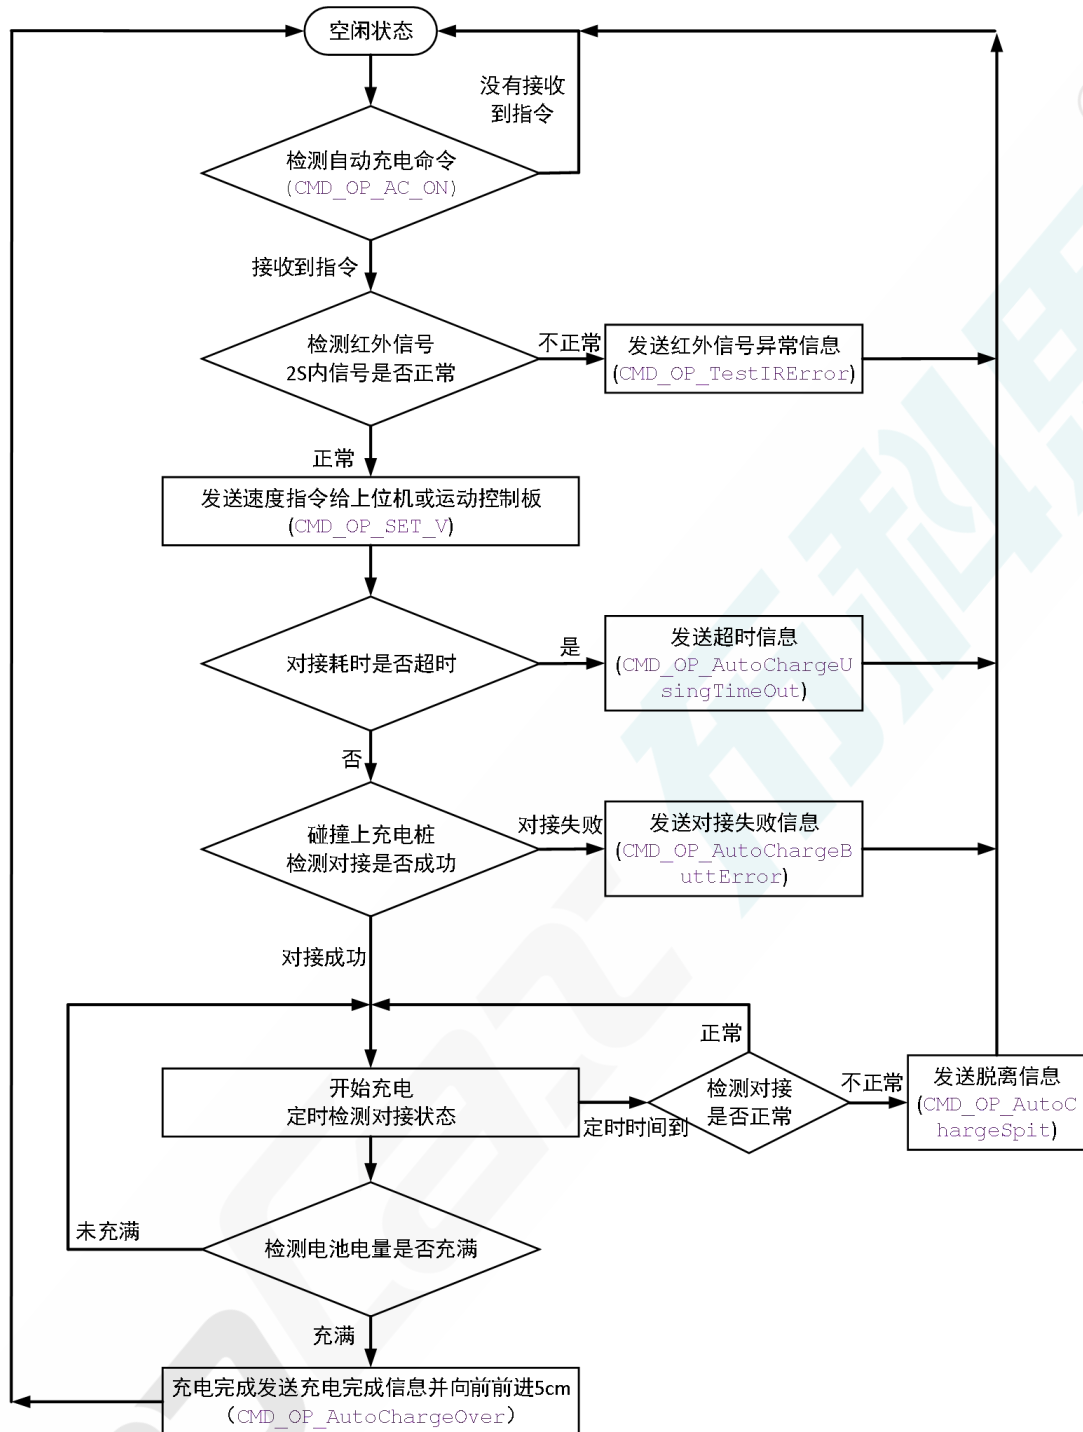 空闲状态
没有接收
到指令
检测自动充电命令
(CMD_OP_AC_ON)
接收到指令
检测红外信号
2S内信号是否正常
不正常
发送红外信号异常信息
(CMD_OP_TestIRError)
正常
发送速度指令给上位机或运动控制板
(CMD_OP_SET_V)
对接耗时是否超时
是
发送超时信息
(CMD_OP_AutoChargeU
singTimeOut)
否
碰撞上充电桩
检测对接是否成功
对接失败
发送对接失败信息
(CMD_OP_AutoChargeB
uttError)
对接成功
正常
开始充电
定时检测对接状态
定时时间到
检测对接
是否正常
不正常
发送脱离信息
(CMD_OP_AutoC
hargeSpit)
未充满
检测电池电量是否充满
充满
充电完成发送充电完成信息并向前前进5cm
（CMD_OP_AutoChargeOver）